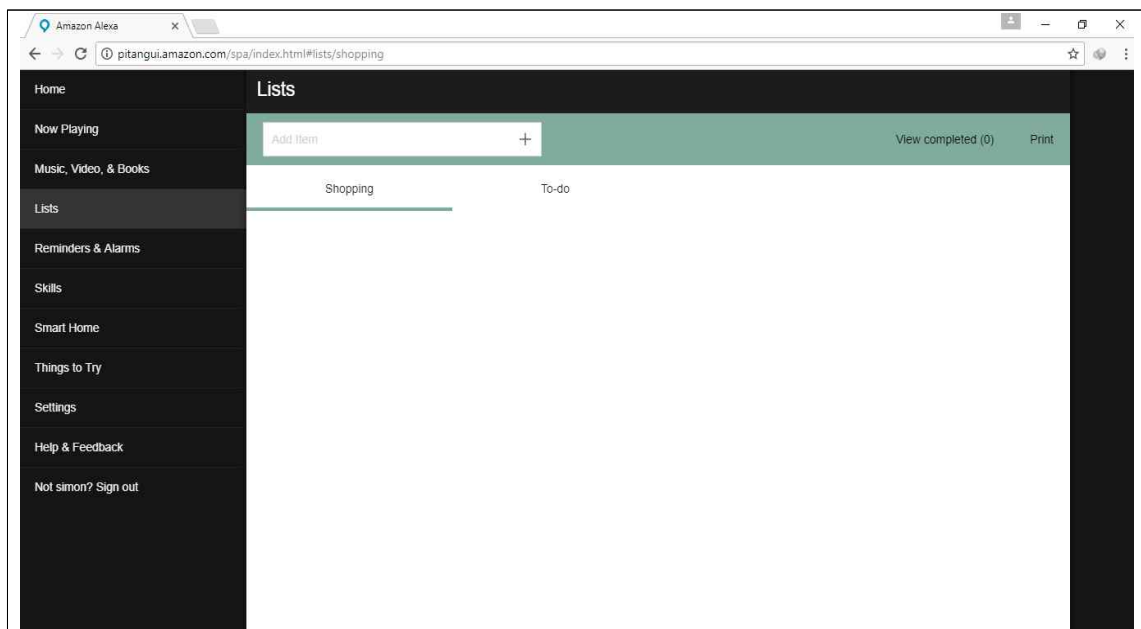 Amazon Alexa
pitangui.amazon.com/spa/index.html#lists/shopping
Home
Now Playing
Music, Video, & Books
Lists
Reminders & Alarms
Skills
Smart Home
Things to Try
Settings
Help & Feedback
Not simon? Sign out
Lists
Add Item
View completed (0)
Print
Shopping
To-do